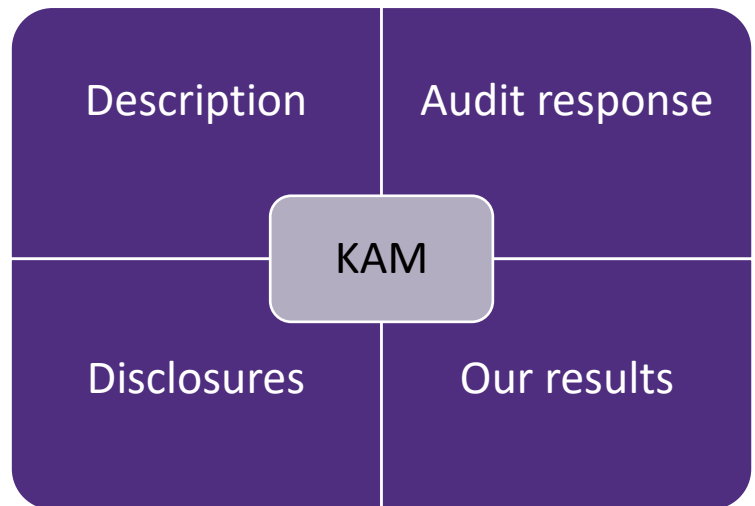 Description
Audit response
KAM
Disclosures
Our results